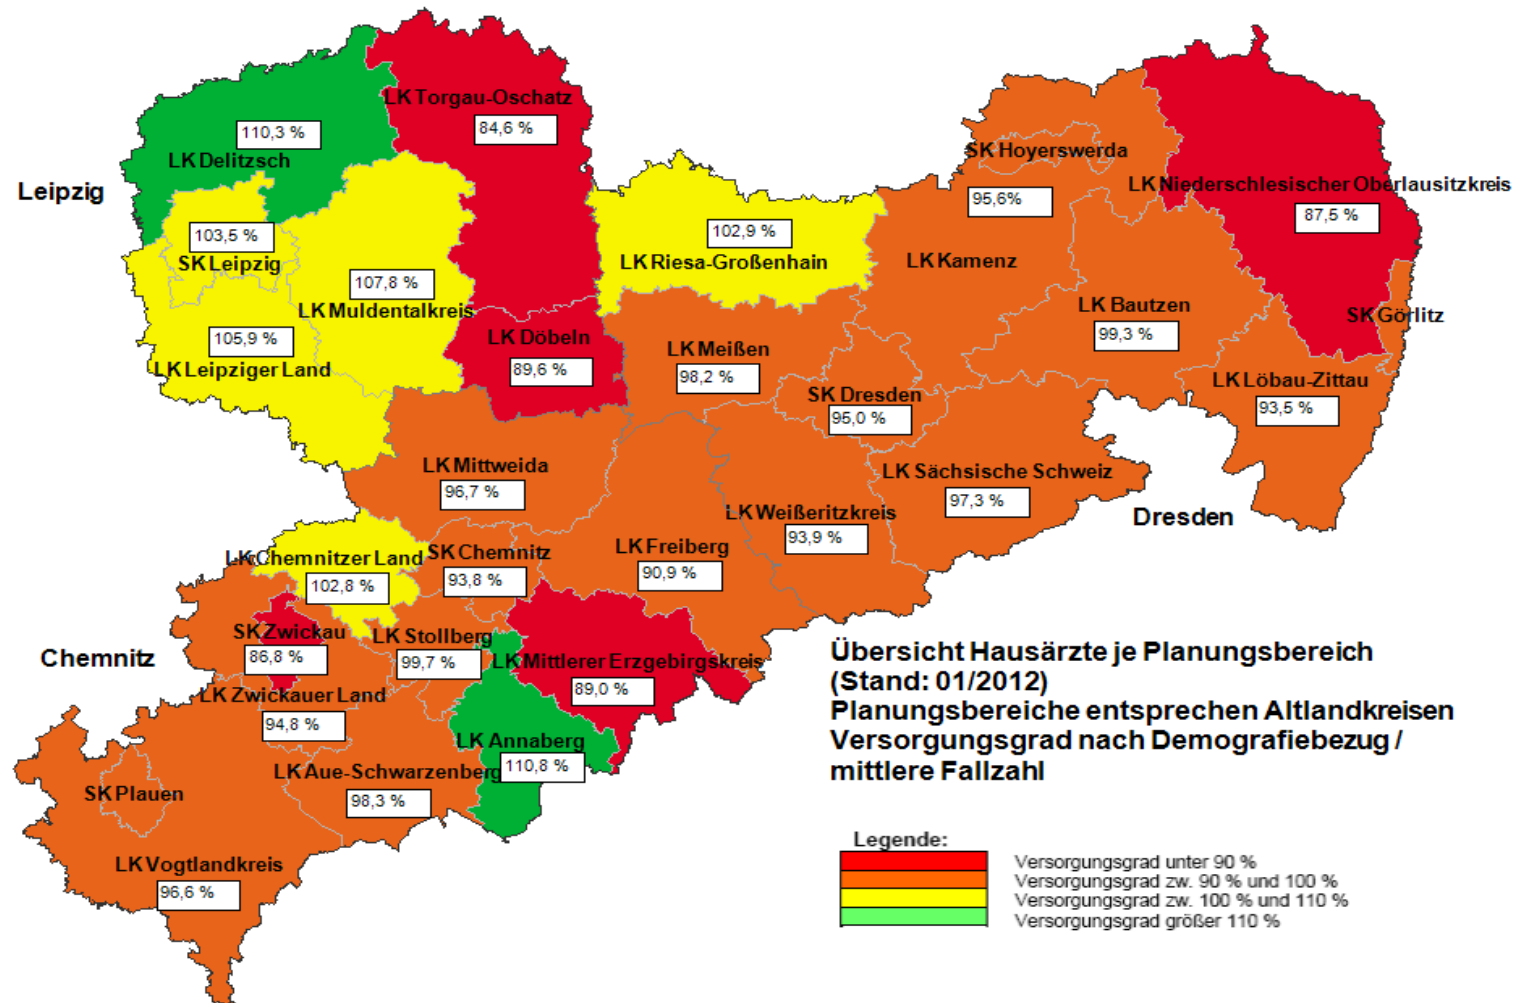 LK Torgau-Oschatz
84,6 %
110,3 %
LK Delitzsch
Leipzig
SK Hoyerswerda
95,6%
LK Niederschlesischer Oberlausitzkreis
87,5 %
103,5 %
SK Leipzig
102,9 %
LK Riesa-Großenhain
LK Kamenz
107,8 %
LK Muldentalkreis
LK Bautzen
99,3 %
SK Görlitz
105,9 %
LK Leipziger Land
LK Döbeln
89,6 %
LK Meißen
98,2 %
LK Löbau-Zittau
93,5 %
SK Dresden
95,0 %
LK Mittweida
96,7 %
LK Sächsische Schweiz
97,3 %
LK Weißeritzkreis
93,9 %
Dresden
LK Chemnitzer Land
102,8 %
SK Chemnitz
93,8 %
LK Freiberg
90,9 %
SK Zwickau
86,8 %
LK Stollberg
99,7 %
Chemnitz
LK Mittlerer Erzgebirgskreis
89,0 %
LK Zwickauer Land
94,8 %
LK Annaberg
110,8 %
LK Aue-Schwarzenberg
98,3 %
SK Plauen
LK Vogtlandkreis
96,6 %
Übersicht Hausärzte je Planungsbereich
(Stand: 01/2012)
Planungsbereiche entsprechen Altlandkreisen
Versorgungsgrad nach Demografiebezug /
mittlere Fallzahl
Legende:
Versorgungsgrad unter 90 %
Versorgungsgrad zw. 90 % und 100 %
Versorgungsgrad zw. 100 % und 110 %
Versorgungsgrad größer 110 %